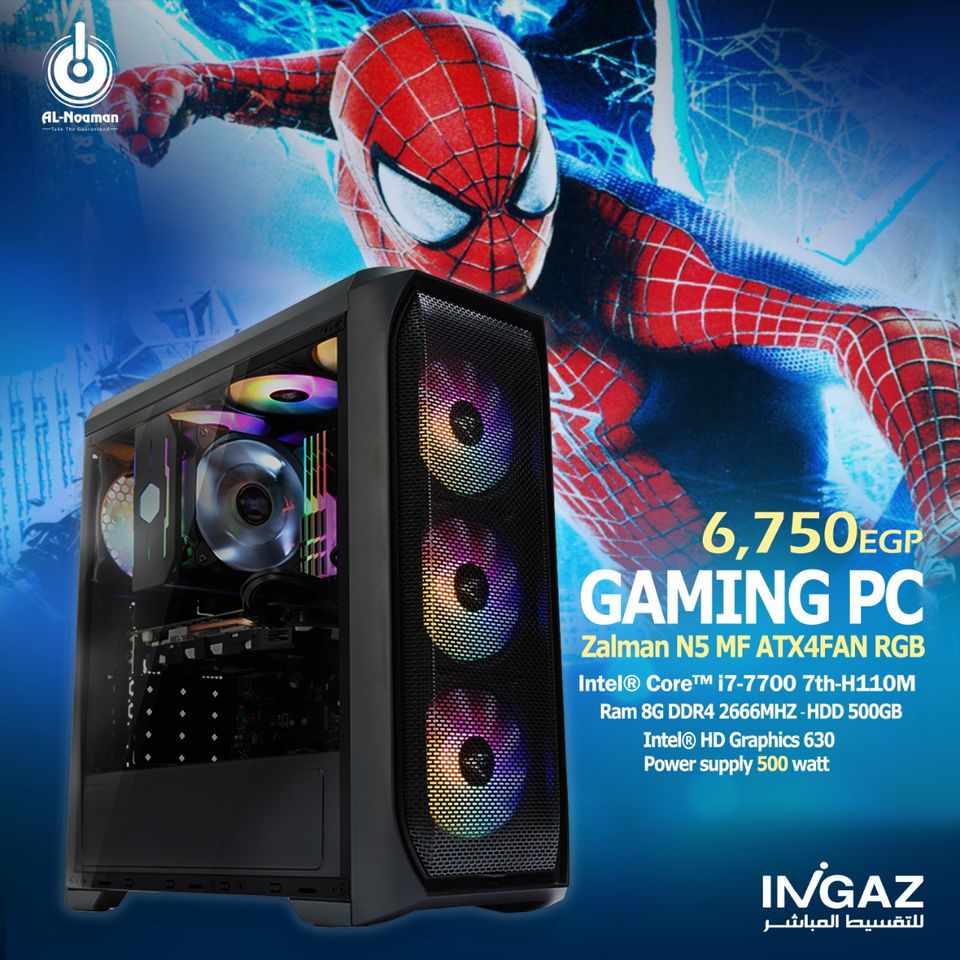 AL-Noaman
Take The Guaranteed
6,750EGP
GAMING PC
Zalman N5 MF ATX4FAN RGB
Intel® Core™ i7-7700 7th-H110M
Ram 8G DDR4 2666MHZ - HDD 500GB
Intel® HD Graphics 630
Power supply 500 watt
INGAZ
للتقسيط المباشر